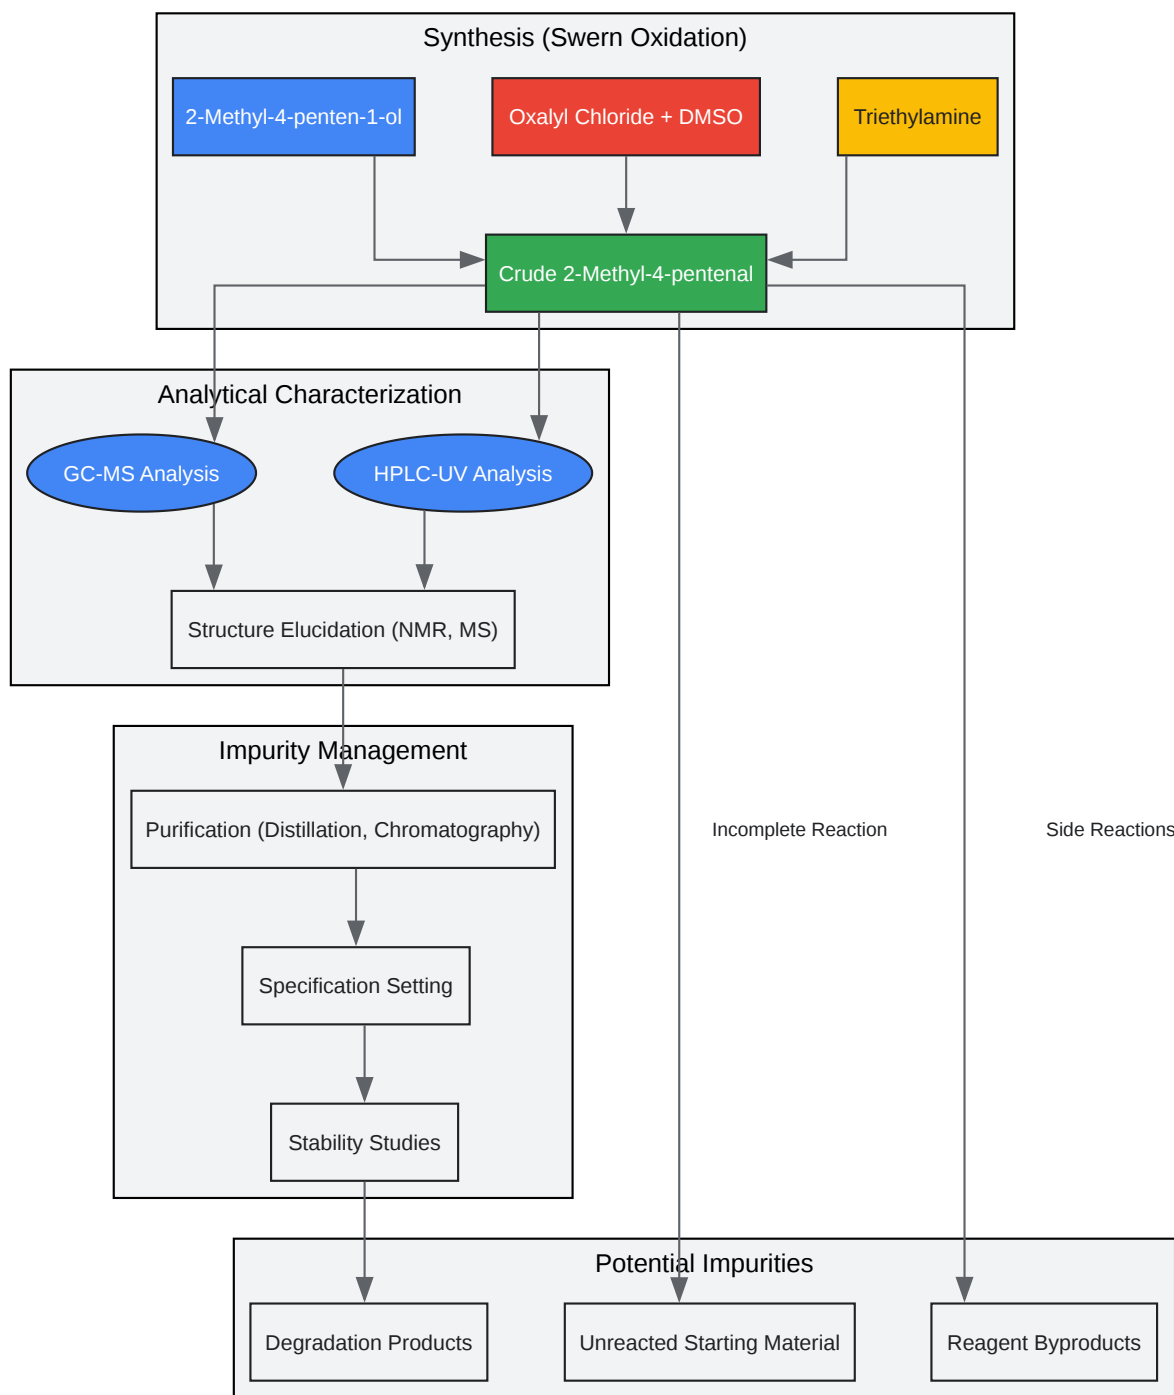 Synthesis (Swern Oxidation)
2-Methyl-4-penten-1-ol
Oxalyl Chloride + DMSO
Triethylamine
Crude 2-Methyl-4-pentenal
Analytical Characterization
GC-MS Analysis
HPLC-UV Analysis
Structure Elucidation (NMR, MS)
Impurity Management
Purification (Distillation, Chromatography)
Incomplete Reaction
Side Reactions
Specification Setting
Stability Studies
Potential Impurities
Degradation Products
Unreacted Starting Material
Reagent Byproducts